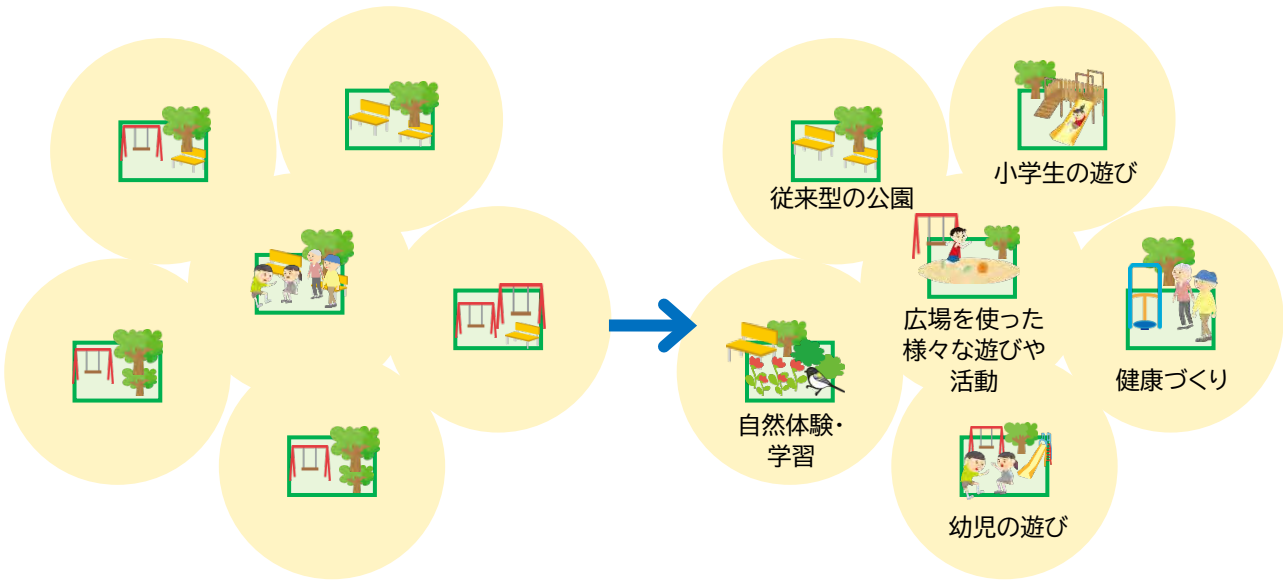 小学生の遊び
従来型の公園
広場を使った
様々な遊びや
活動
健康づくり
自然体験・
学習
幼児の遊び